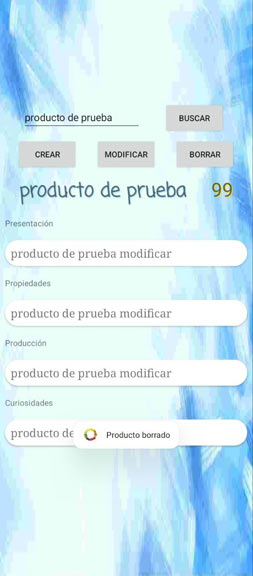 producto de prueba
BUSCAR
CREAR
MODIFICAR
BORRAR
producto de prueba 99
Presentación
producto de prueba modificar
Propiedades
producto de prueba modificar
Producción
producto de prueba modificar
Curiosidades
producto de
Producto borrado